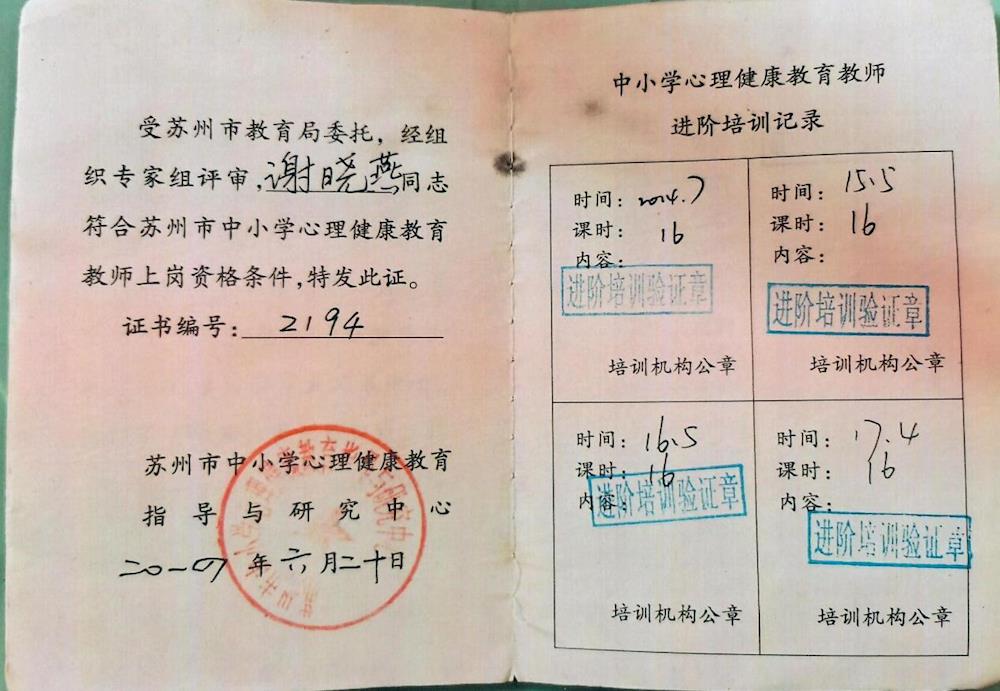 受苏州市教育局委托，经组
织专家组评审，谢晓燕同志
符合苏州市中小学心理健康教育
教师上岗资格条件，特发此证。
证书编号：2194
苏州市中小学心理健康教育
指导与研究中心
二〇一四年六月二十日
中小学心理健康教育教师
进阶培训记录
时间：2014.7
课时：16
内容：
进阶培训验证章
培训机构公章
时间：15.5
课时：16
内容：
进阶培训验证章
培训机构公章
时间：16.5
课时：16
内容：
进阶培训验证章
培训机构公章
时间：17.4
课时：16
内容：
进阶培训验证章
培训机构公章